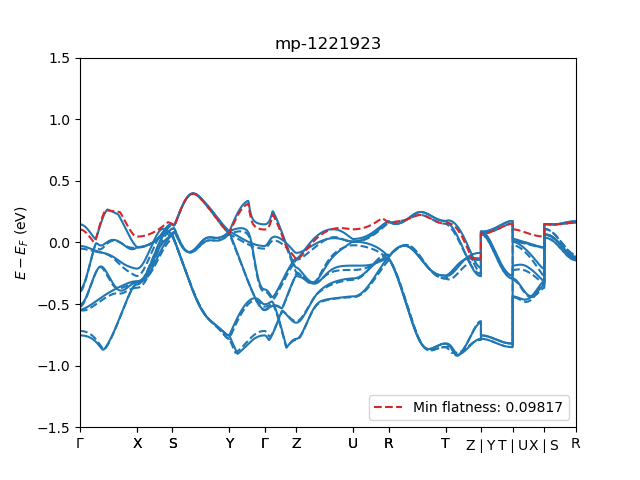 mp-1221923
E − E_F (eV)
1.5
1.0
0.5
0.0
−0.5
−1.0
−1.5
Min flatness: 0.09817
Γ X S Y Γ Z U R T Z | Y T | U X | S R